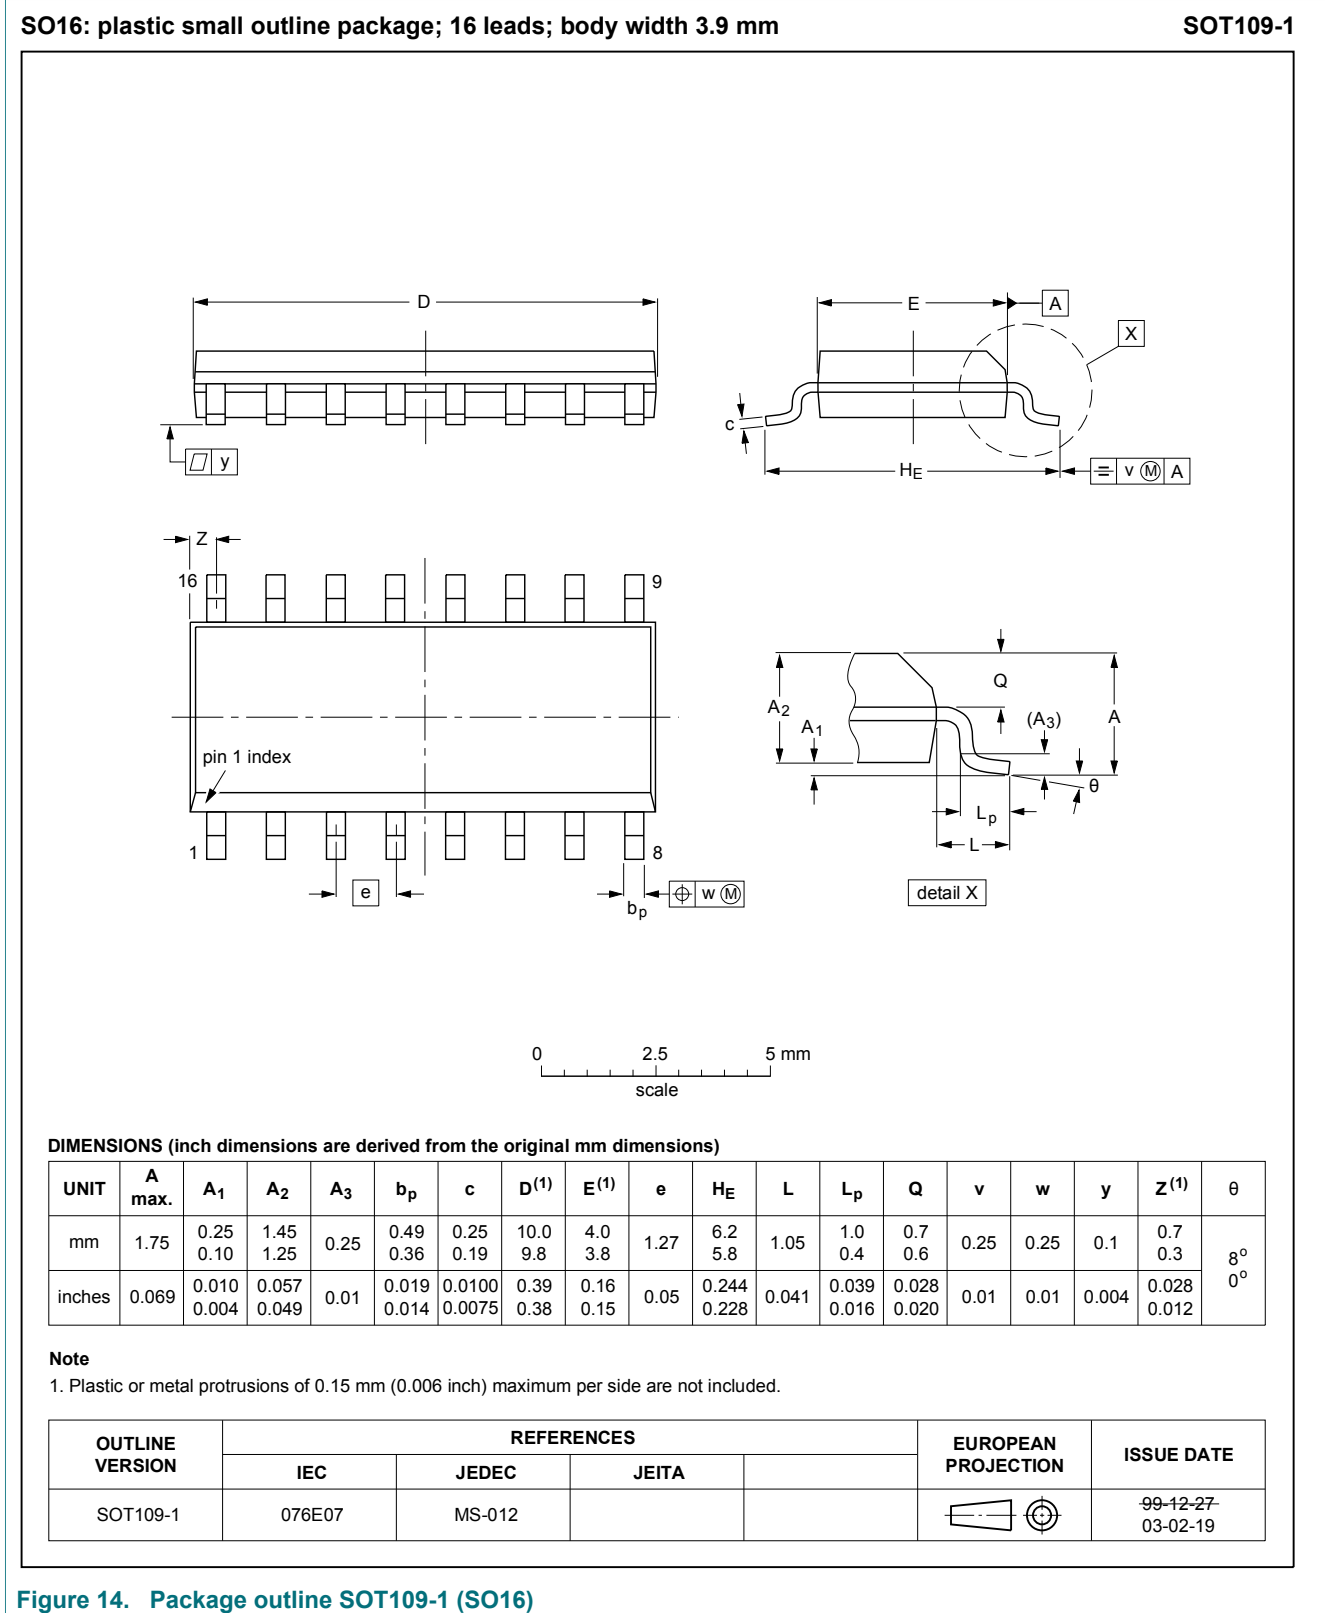 SO16: plastic small outline package; 16 leads; body width 3.9 mm SOT109-1
D
E A
X
c
y
HE
v M A
Z
16 9
pin 1 index
1 8
e
bp
w M
Q
A2
A1
(A3)
A
θ
Lp
L
detail X
0 2.5 5 mm
scale
DIMENSIONS (inch dimensions are derived from the original mm dimensions)
UNIT A max. A1 A2 A3 bp c D(1) E(1) e HE L Lp Q v w y Z(1) θ
mm 1.75 0.25 0.10 1.45 1.25 0.25 0.49 0.36 0.25 0.19 10.0 9.8 4.0 3.8 1.27 6.2 5.8 1.05 1.0 0.4 0.7 0.6 0.25 0.25 0.1 0.7 0.3 8° 0°
inches 0.069 0.010 0.004 0.057 0.049 0.01 0.019 0.014 0.0100 0.0075 0.39 0.38 0.16 0.15 0.05 0.244 0.228 0.041 0.039 0.016 0.028 0.020 0.01 0.01 0.004 0.028 0.012
Note
1. Plastic or metal protrusions of 0.15 mm (0.006 inch) maximum per side are not included.
OUTLINE VERSION REFERENCES EUROPEAN PROJECTION ISSUE DATE
IEC JEDEC JEITA
SOT109-1 076E07 MS-012 99-12-27 03-02-19
Figure 14. Package outline SOT109-1 (SO16)